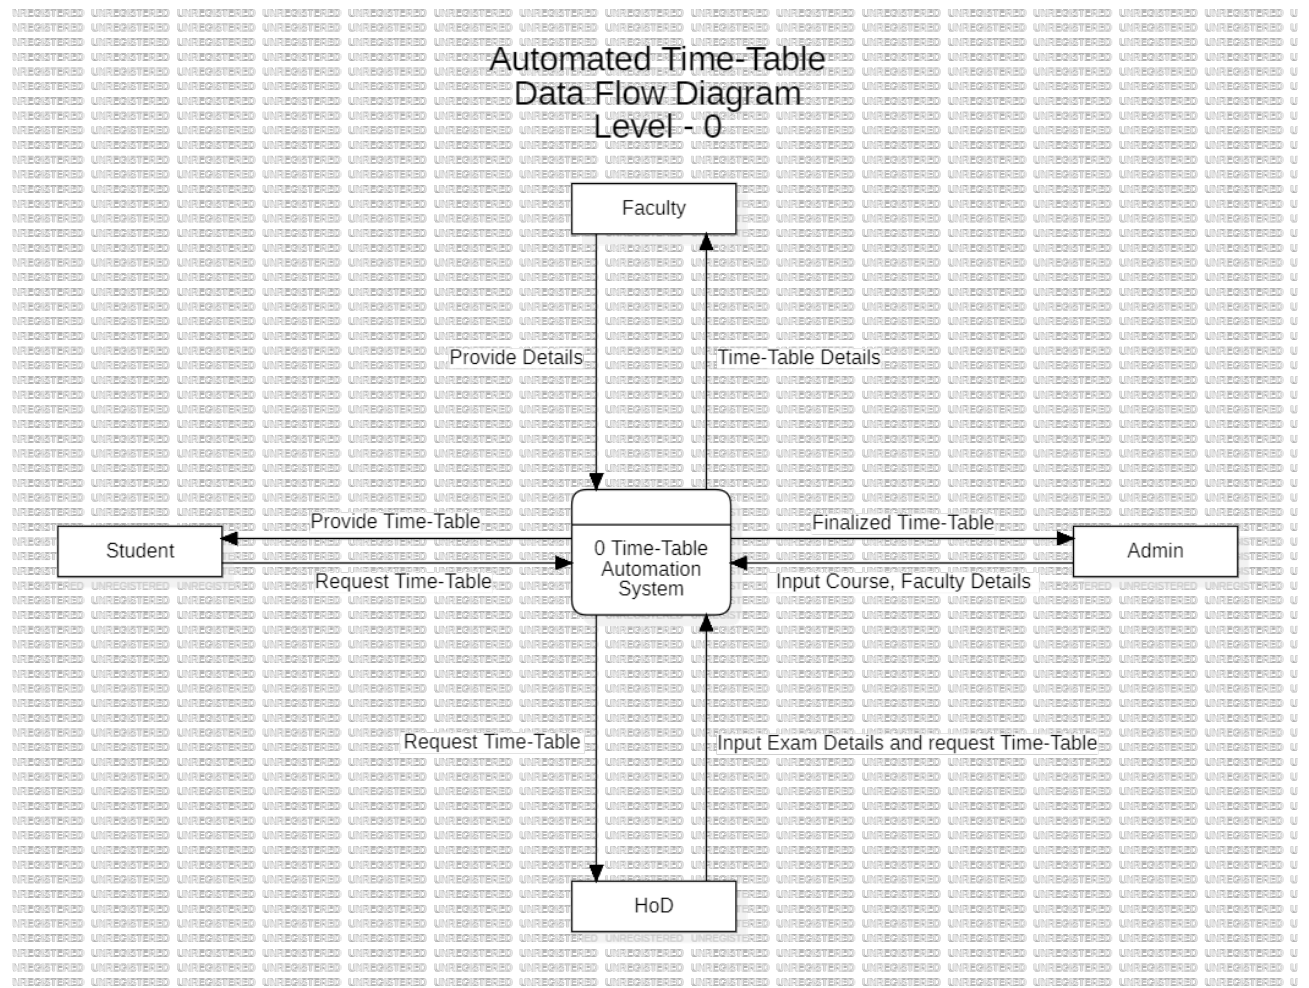 Automated Time-Table
Data Flow Diagram
Level - 0
Faculty
Provide Details
Time-Table Details
Provide Time-Table
Finalized Time-Table
Student
0 Time-Table
Automation
System
Admin
Request Time-Table
Input Course, Faculty Details
Request Time-Table
Input Exam Details and request Time-Table
HoD
UNREGISTERED